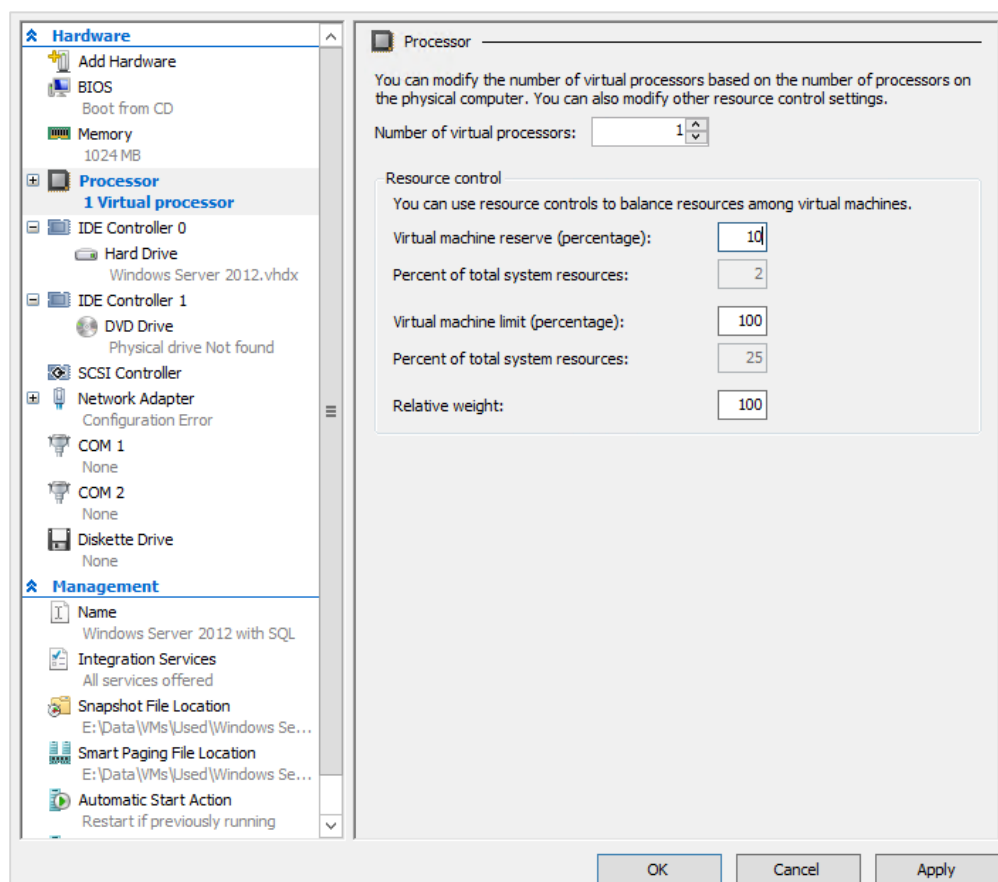 Hardware
Add Hardware
BIOS
Boot from CD
Memory
1024 MB
Processor
1 Virtual processor
IDE Controller 0
Hard Drive
Windows Server 2012.vhdx
IDE Controller 1
DVD Drive
Physical drive Not found
SCSI Controller
Network Adapter
Configuration Error
COM 1
None
COM 2
None
Diskette Drive
None
Management
Name
Windows Server 2012 with SQL
Integration Services
All services offered
Snapshot File Location
E:\Data\VMs\Used\Windows Se...
Smart Paging File Location
E:\Data\VMs\Used\Windows Se...
Automatic Start Action
Restart if previously running
Processor
You can modify the number of virtual processors based on the number of processors on
the physical computer. You can also modify other resource control settings.
Number of virtual processors: 1
Resource control
You can use resource controls to balance resources among virtual machines.
Virtual machine reserve (percentage): 10
Percent of total system resources: 2
Virtual machine limit (percentage): 100
Percent of total system resources: 25
Relative weight: 100
OK Cancel Apply